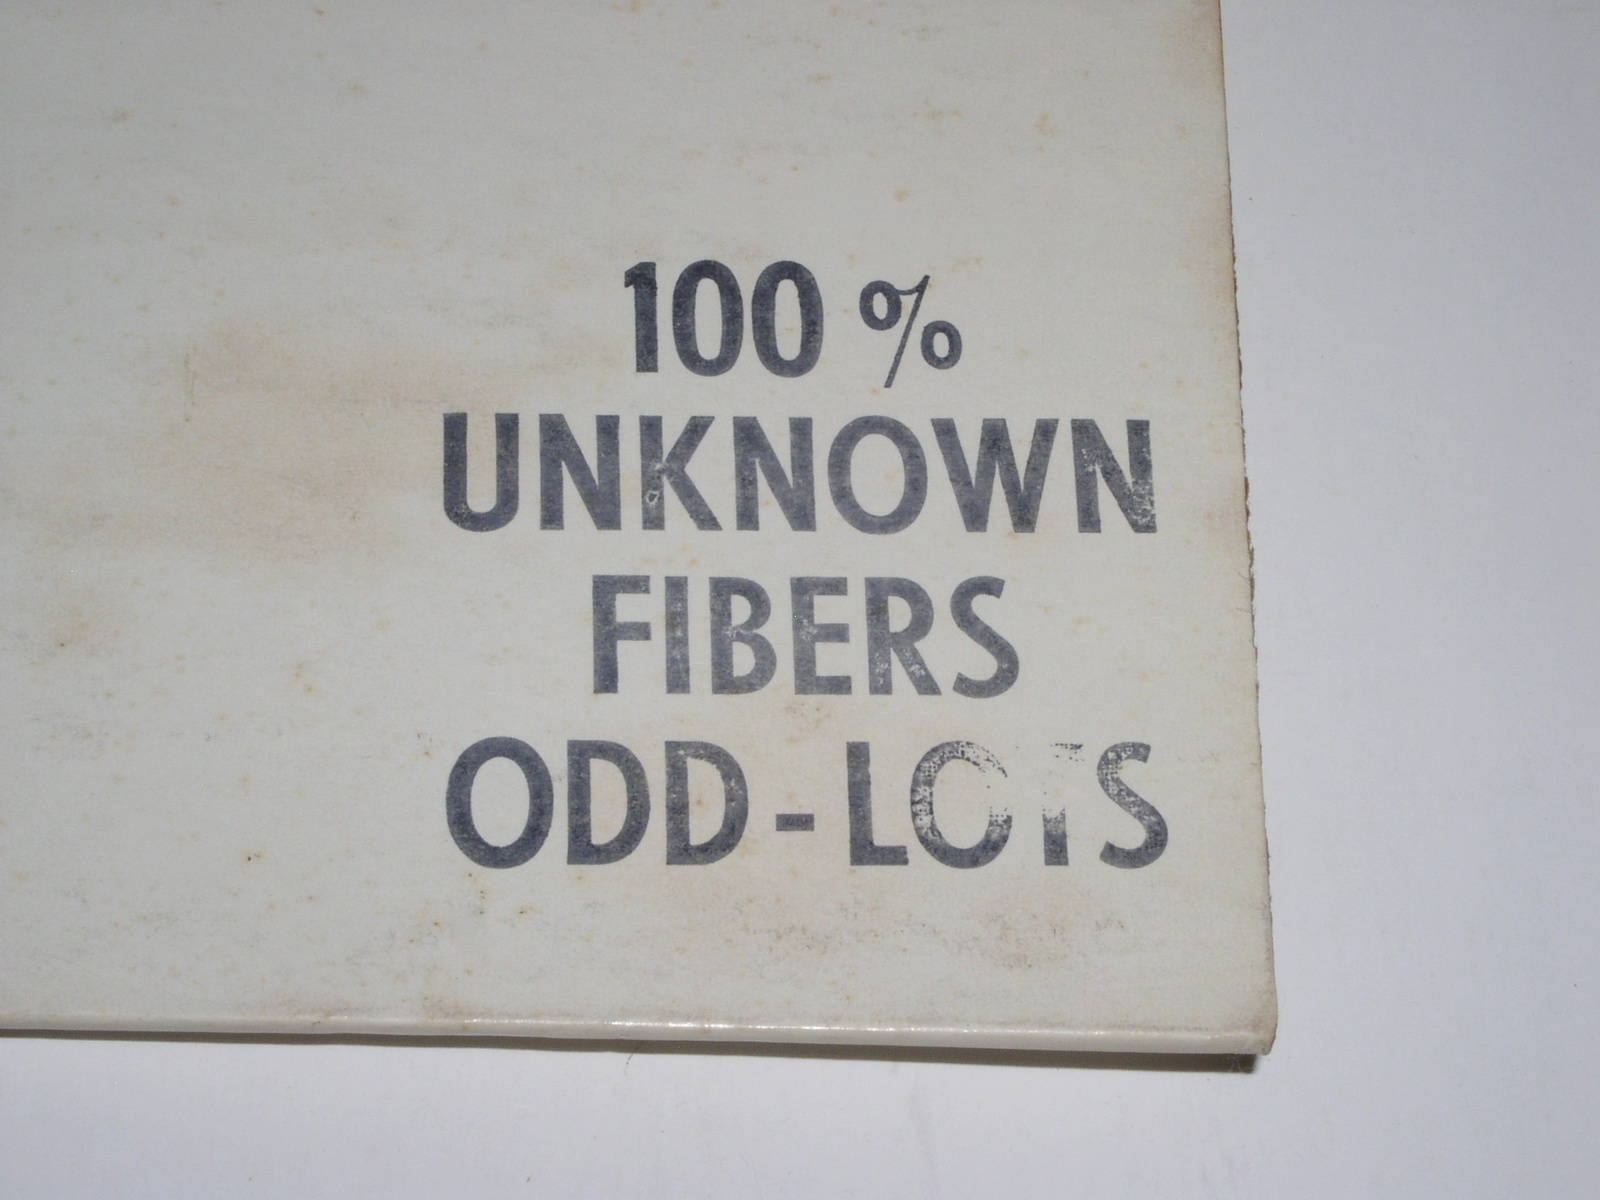 100 %
UNKNOWN
FIBERS
ODD-LOTS